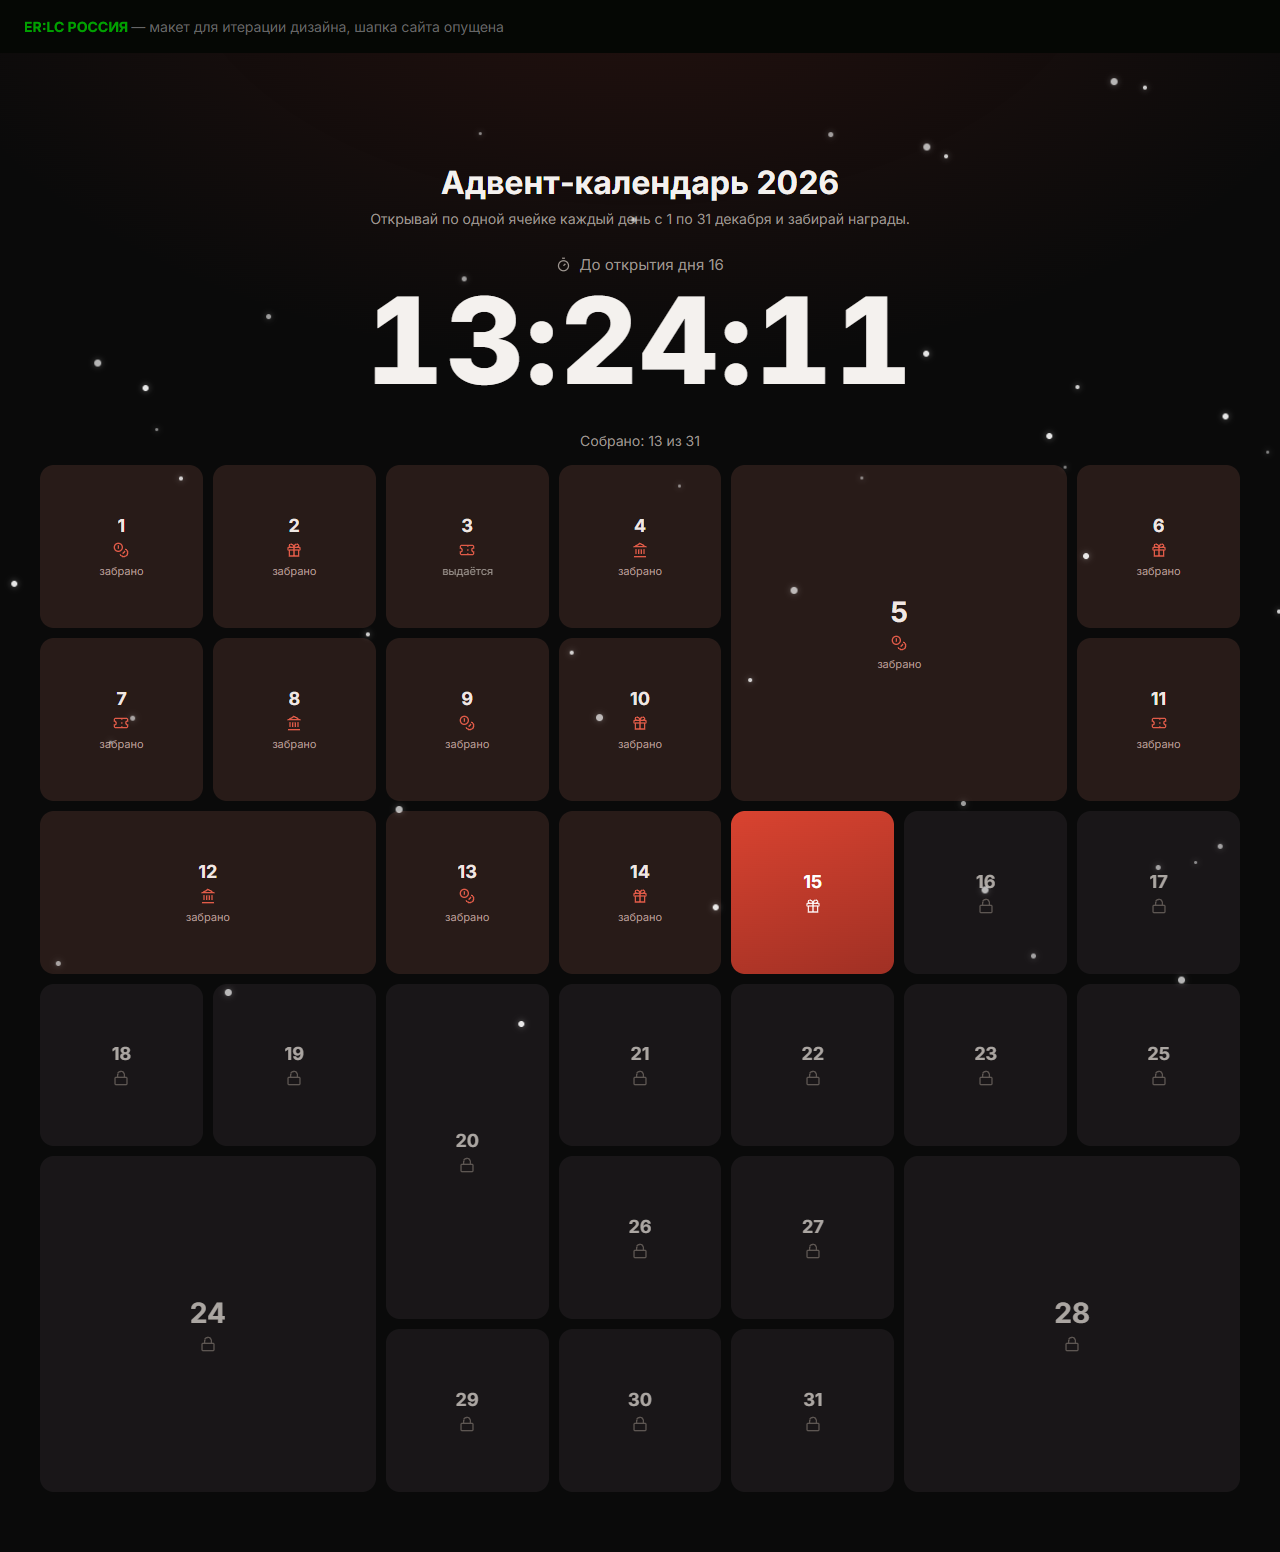 ER:LC РОССИЯ — макет для итерации дизайна, шапка сайта опущена
Адвент-календарь 2026
Открывай по одной ячейке каждый день с 1 по 31 декабря и забирай награды.
До открытия дня 16
13:24:11
Собрано: 13 из 31
1
забрано
2
забрано
3
выдаётся
4
забрано
5
забрано
6
забрано
7
забрано
8
забрано
9
забрано
10
забрано
11
забрано
12
забрано
13
забрано
14
забрано
15
16
17
18
19
20
21
22
23
25
24
26
27
28
29
30
31